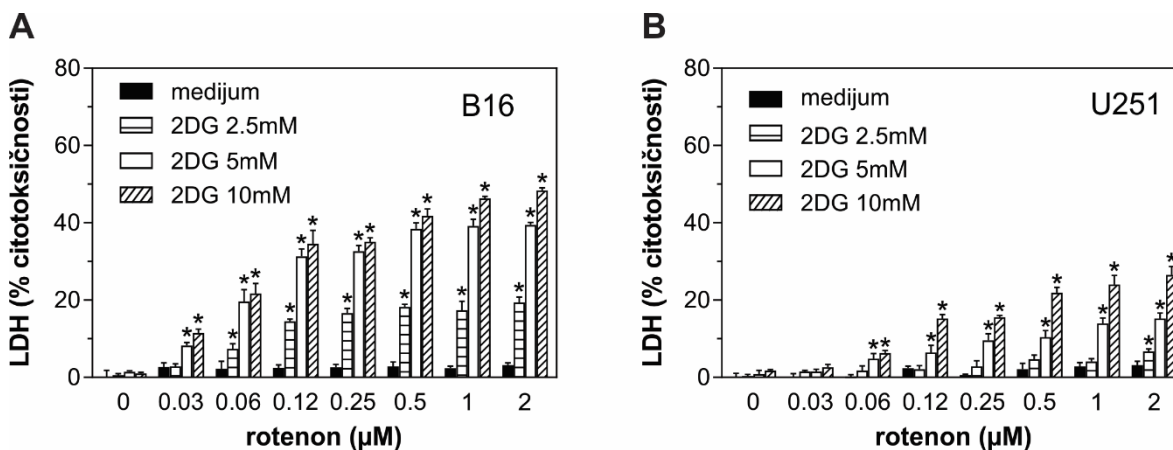 A
LDH (% citotoksičnosti)
80
60
40
20
0
medijum
2DG 2.5mM
2DG 5mM
2DG 10mM
B16
* * * * * * * * * * * * * * * * * * * *
0 0.03 0.06 0.12 0.25 0.5 1 2
rotenon (µM)
B
LDH (% citotoksičnosti)
80
60
40
20
0
medijum
2DG 2.5mM
2DG 5mM
2DG 10mM
U251
* * * * * * * * * * * * *
0 0.03 0.06 0.12 0.25 0.5 1 2
rotenon (µM)